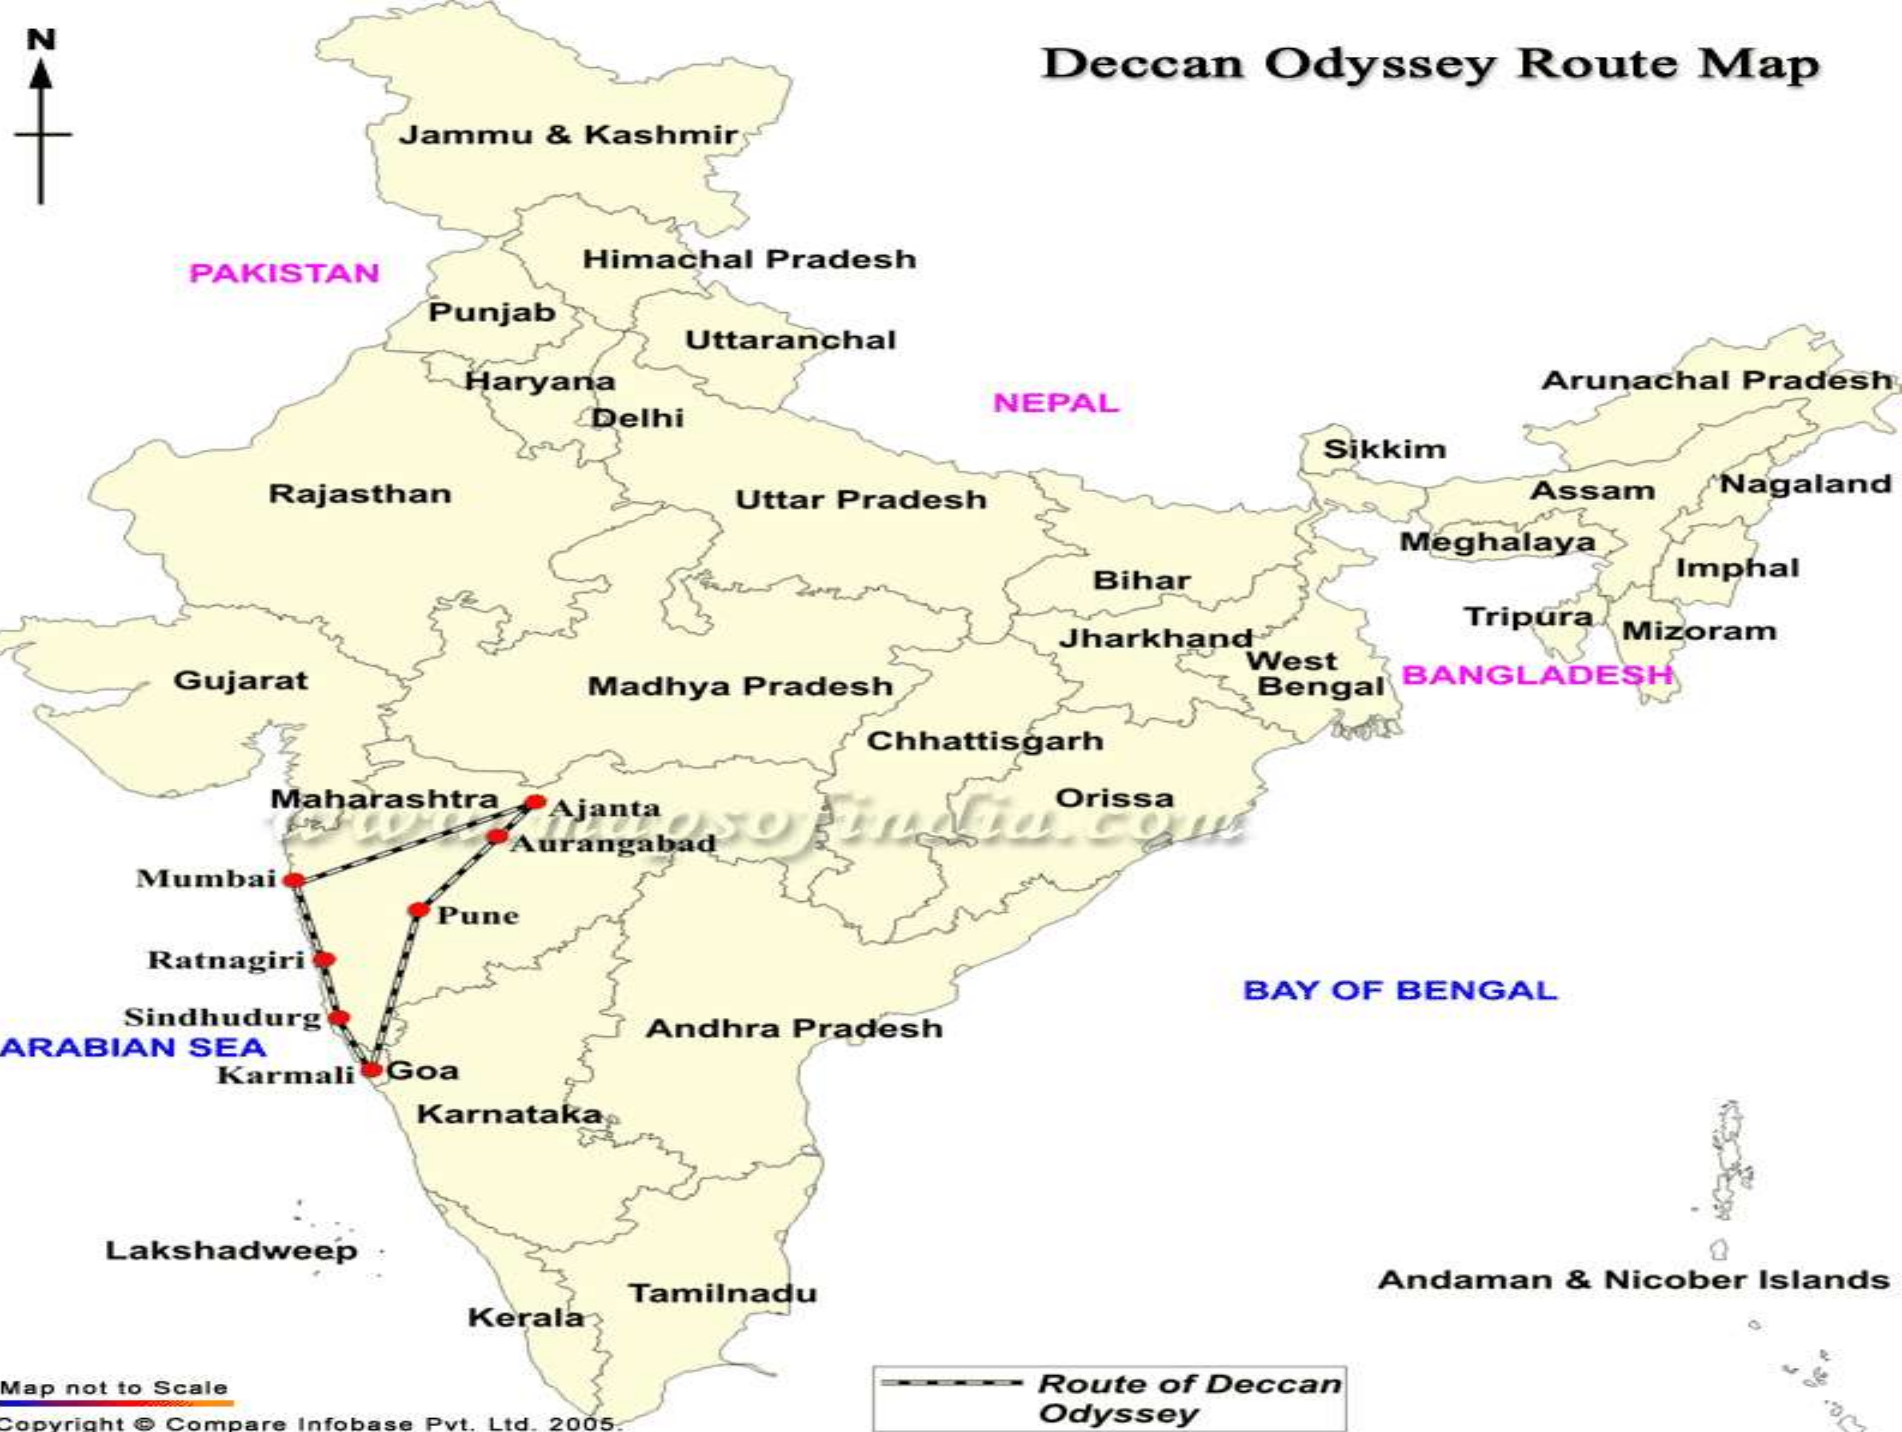 N
Deccan Odyssey Route Map
Jammu & Kashmir
Himachal Pradesh
PAKISTAN
Punjab
Uttaranchal
Haryana
Arunachal Pradesh
NEPAL
Delhi
Sikkim
Rajasthan
Uttar Pradesh
Assam
Nagaland
Meghalaya
Imphal
Bihar
Tripura
Mizoram
Jharkhand
West
Bengal
BANGLADESH
Gujarat
Madhya Pradesh
Chhattisgarh
Maharashtra
Ajanta
Orissa
www.mapsofindia.com
Aurangabad
Mumbai
Pune
Ratnagiri
BAY OF BENGAL
Sindhudurg
Andhra Pradesh
ARABIAN SEA
Karmali
Goa
Karnataka
Lakshadweep
Andaman & Nicober Islands
Tamilnadu
Kerala
Map not to Scale
Route of Deccan
Odyssey
Copyright © Compare Infobase Pvt. Ltd. 2005.